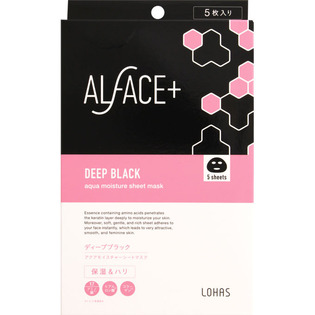 5枚入り
ALFACE+
DEEP BLACK
aqua moisture sheet mask
5 sheets
Essence containing amino acids penetrates
the keratin layer deeply to moisturize your skin.
Moreover, soft, gentle, and rich sheet adheres to
your face instantly, which leads to very attractive,
smooth, and feminine skin.
ディープブラック
アクアモイスチャーシートマスク
保湿&ハリ
LOHAS